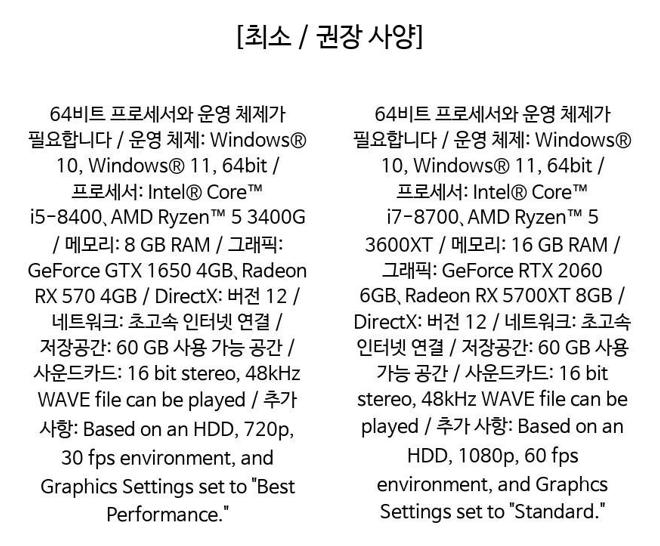 [최소 / 권장 사양]
64비트 프로세서와 운영 체제가
필요합니다 / 운영 체제: Windows®
10, Windows® 11, 64bit /
프로세서: Intel® Core™
i5-8400、AMD Ryzen™ 5 3400G
/ 메모리: 8 GB RAM / 그래픽:
GeForce GTX 1650 4GB、Radeon
RX 570 4GB / DirectX: 버전 12 /
네트워크: 초고속 인터넷 연결 /
저장공간: 60 GB 사용 가능 공간 /
사운드카드: 16 bit stereo, 48kHz
WAVE file can be played / 추가
사항: Based on an HDD, 720p,
30 fps environment, and
Graphics Settings set to "Best
Performance."
64비트 프로세서와 운영 체제가
필요합니다 / 운영 체제: Windows®
10, Windows® 11, 64bit /
프로세서: Intel® Core™
i7-8700、AMD Ryzen™ 5
3600XT / 메모리: 16 GB RAM /
그래픽: GeForce RTX 2060
6GB、Radeon RX 5700XT 8GB /
DirectX: 버전 12 / 네트워크: 초고속
인터넷 연결 / 저장공간: 60 GB 사용
가능 공간 / 사운드카드: 16 bit
stereo, 48kHz WAVE file can be
played / 추가 사항: Based on an
HDD, 1080p, 60 fps
environment, and Graphcs
Settings set to "Standard."